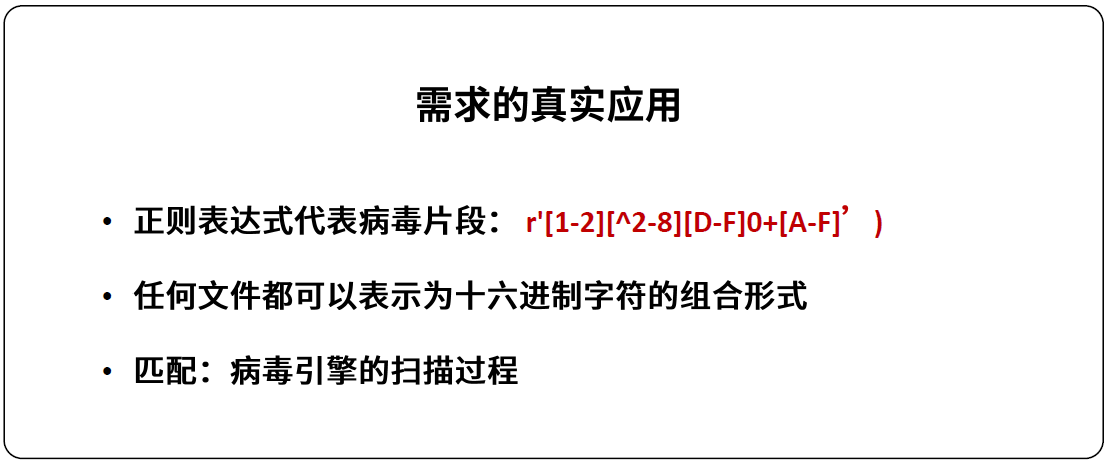 需求的真实应用
• 正则表达式代表病毒片段： r'[1-2][^2-8][D-F]0+[A-F]’)
• 任何文件都可以表示为十六进制字符的组合形式
• 匹配：病毒引擎的扫描过程